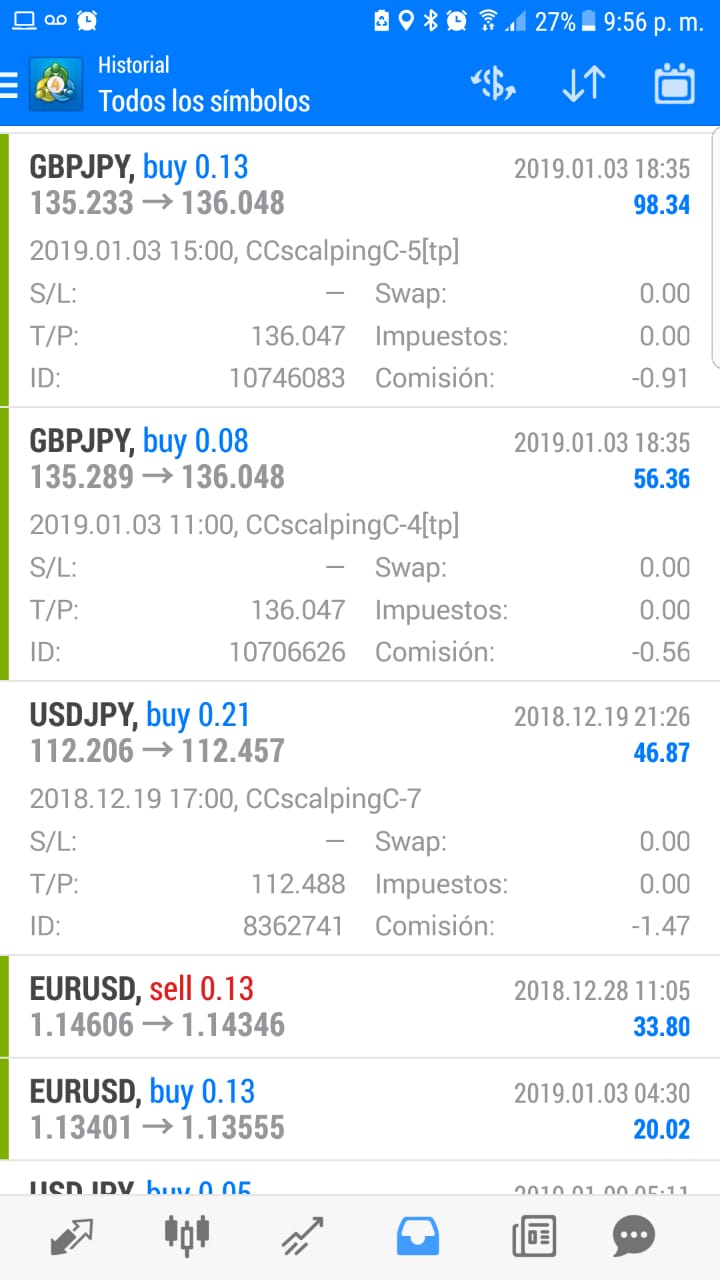 27% 9:56 p. m.
Historial
Todos los símbolos
GBPJPY, buy 0.13 2019.01.03 18:35
135.233 → 136.048 98.34
2019.01.03 15:00, CCscalpingC-5[tp]
S/L: — Swap: 0.00
T/P: 136.047 Impuestos: 0.00
ID: 10746083 Comisión: -0.91
GBPJPY, buy 0.08 2019.01.03 18:35
135.289 → 136.048 56.36
2019.01.03 11:00, CCscalpingC-4[tp]
S/L: — Swap: 0.00
T/P: 136.047 Impuestos: 0.00
ID: 10706626 Comisión: -0.56
USDJPY, buy 0.21 2018.12.19 21:26
112.206 → 112.457 46.87
2018.12.19 17:00, CCscalpingC-7
S/L: — Swap: 0.00
T/P: 112.488 Impuestos: 0.00
ID: 8362741 Comisión: -1.47
EURUSD, sell 0.13 2018.12.28 11:05
1.14606 → 1.14346 33.80
EURUSD, buy 0.13 2019.01.03 04:30
1.13401 → 1.13555 20.02
USDJPY, buy 0.05